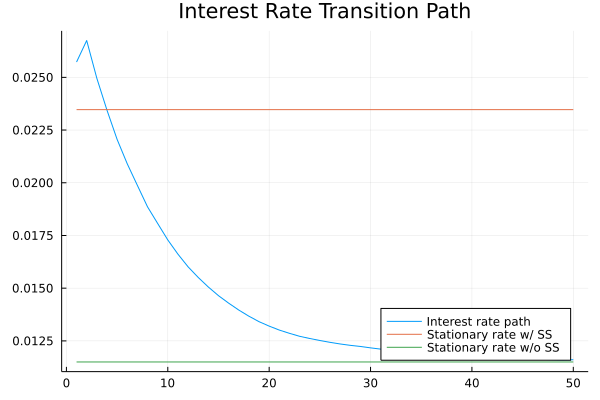 Interest Rate Transition Path
0.0250
0.0225
0.0200
0.0175
0.0150
0.0125
0 10 20 30 40 50
Interest rate path
Stationary rate w/ SS
Stationary rate w/o SS